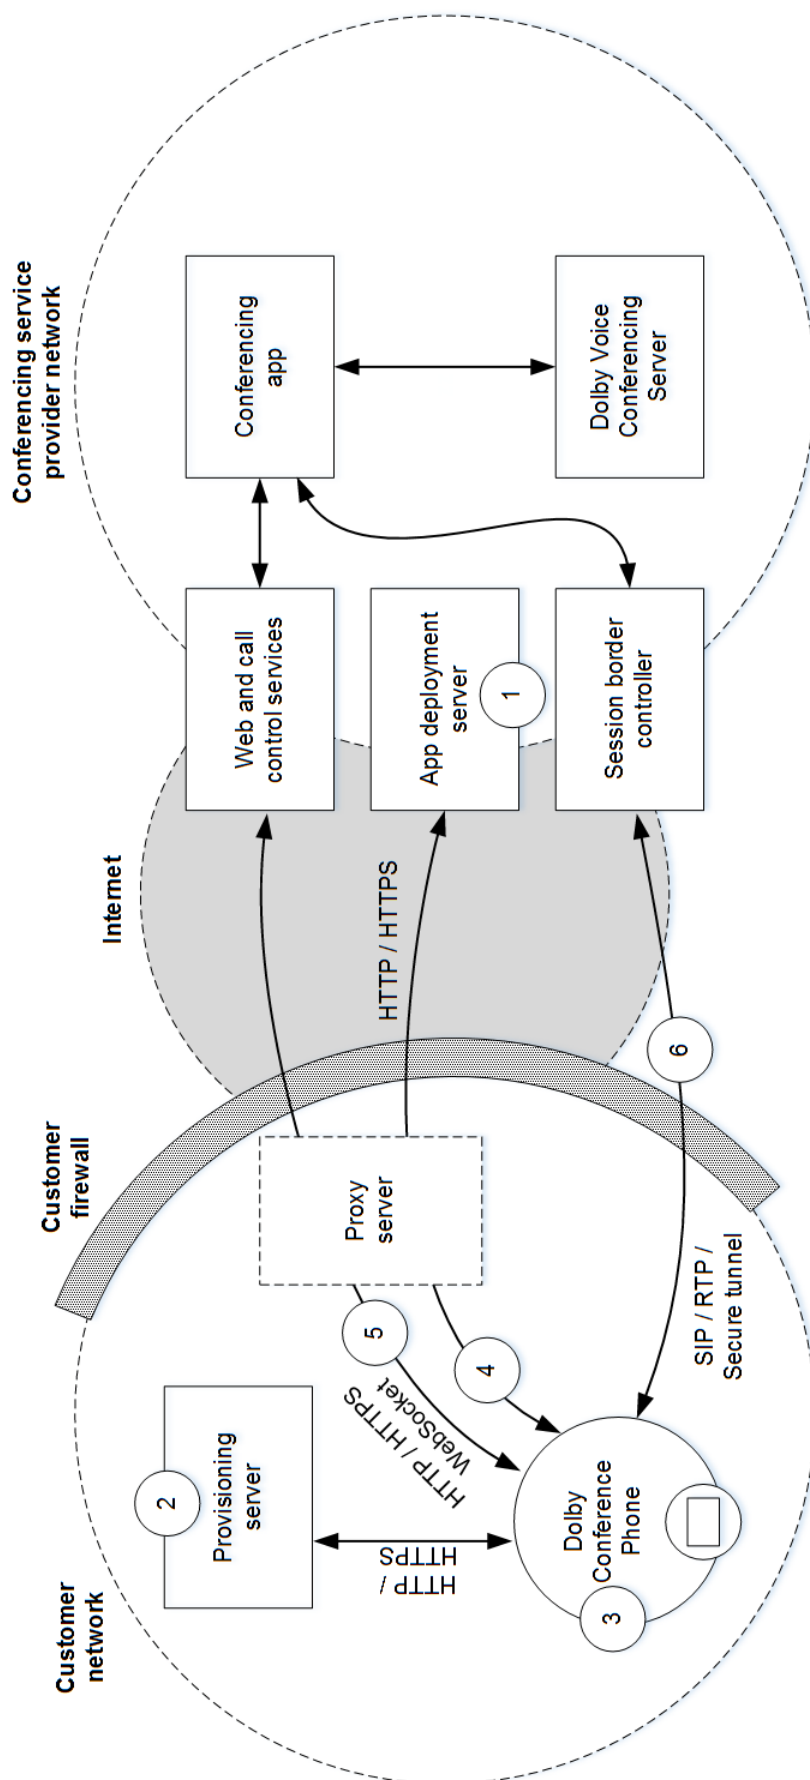 Customer
network
Customer
firewall
Internet
Conferencing service
provider network
2
Provisioning
server
HTTP /
HTTPS
3
Dolby
Conference
Phone
Proxy
server
5
HTTP / HTTPS
WebSocket
4
HTTP / HTTPS
6
SIP / RTP /
Secure tunnel
Web and call
control services
App deployment
server
1
Session border
controller
Conferencing
app
Dolby Voice
Conferencing
Server